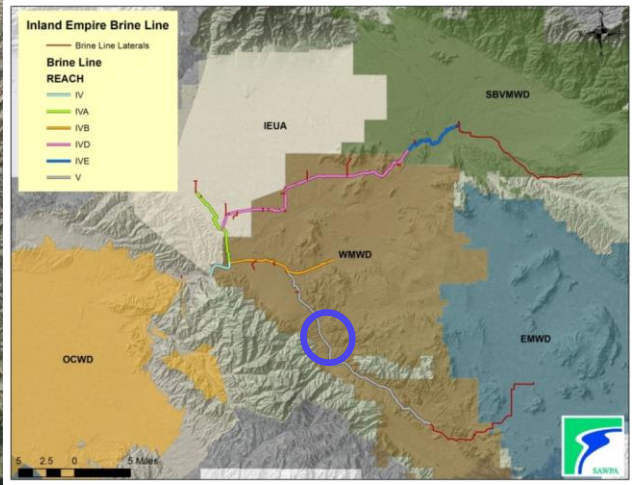 Inland Empire Brine Line
Brine Line Laterals
Brine Line
REACH
IV
IVA
IVB
IVD
IVE
V
SBVMWD
IEUA
WMWD
EMWD
OCWD
5 2.5 0 5 Miles
SAWPA